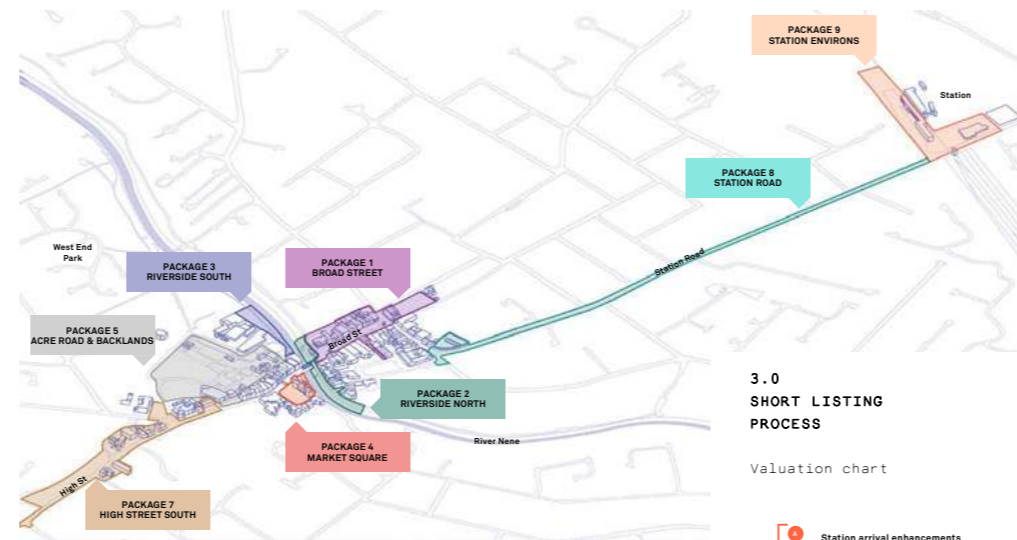 PACKAGE 9
STATION ENVIRONS
Station
PACKAGE 8
STATION ROAD
Station Road
West End
Park
PACKAGE 3
RIVERSIDE SOUTH
PACKAGE 1
BROAD STREET
PACKAGE 5
ACRE ROAD & BACKLANDS
Broad St
PACKAGE 2
RIVERSIDE NORTH
River Nene
PACKAGE 4
MARKET SQUARE
High St
PACKAGE 7
HIGH STREET SOUTH
3.0
SHORT LISTING
PROCESS
Valuation chart
A
Station arrival enhancements